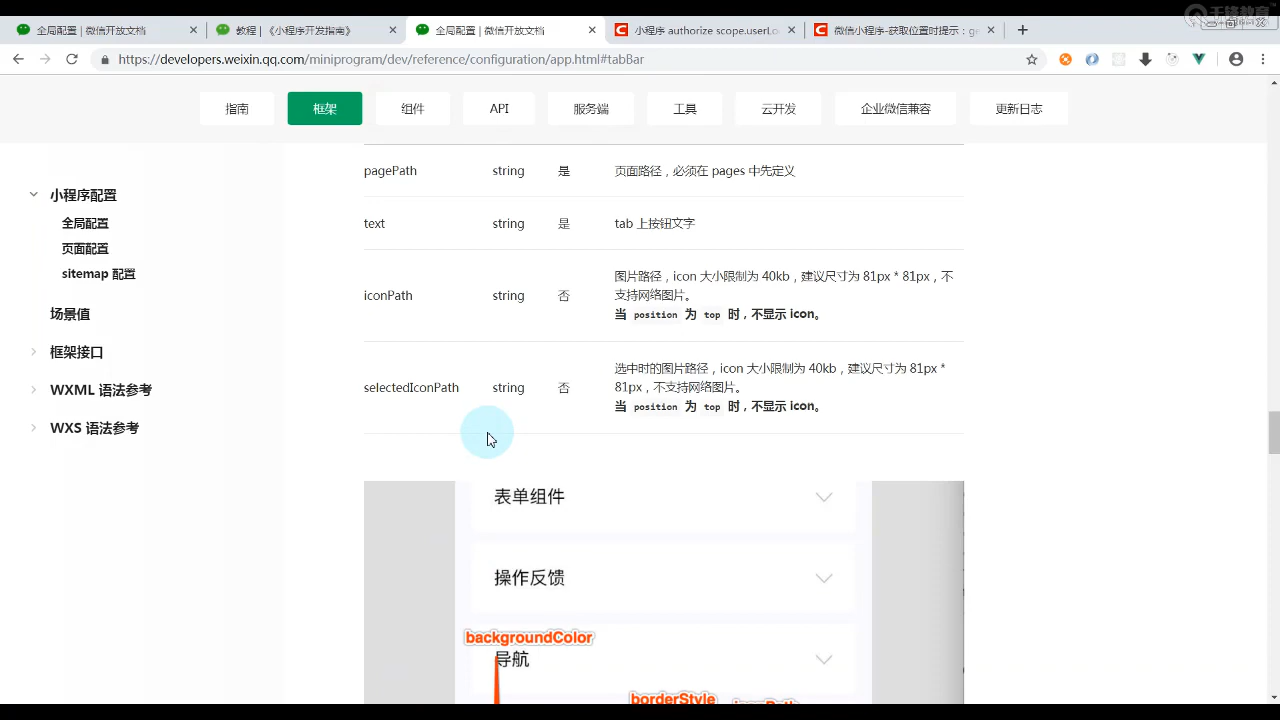 千锋教育
全局配置 | 微信开放文档
教程 | 《小程序开发指南》
全局配置 | 微信开放文档
小程序 authorize scope.userLo
微信小程序-获取位置时提示：ge
https://developers.weixin.qq.com/miniprogram/dev/reference/configuration/app.html#tabBar
指南
框架
组件
API
服务端
工具
云开发
企业微信兼容
更新日志
小程序配置
全局配置
页面配置
sitemap 配置
场景值
框架接口
WXML 语法参考
WXS 语法参考
pagePath string 是 页面路径，必须在 pages 中先定义
text string 是 tab 上按钮文字
iconPath string 否 图片路径，icon 大小限制为 40kb，建议尺寸为 81px * 81px，不
支持网络图片。
当 position 为 top 时，不显示 icon。
selectedIconPath string 否 选中时的图片路径，icon 大小限制为 40kb，建议尺寸为 81px *
81px，不支持网络图片。
当 position 为 top 时，不显示 icon。
表单组件
操作反馈
backgroundColor
导航
borderStyle
iconPath